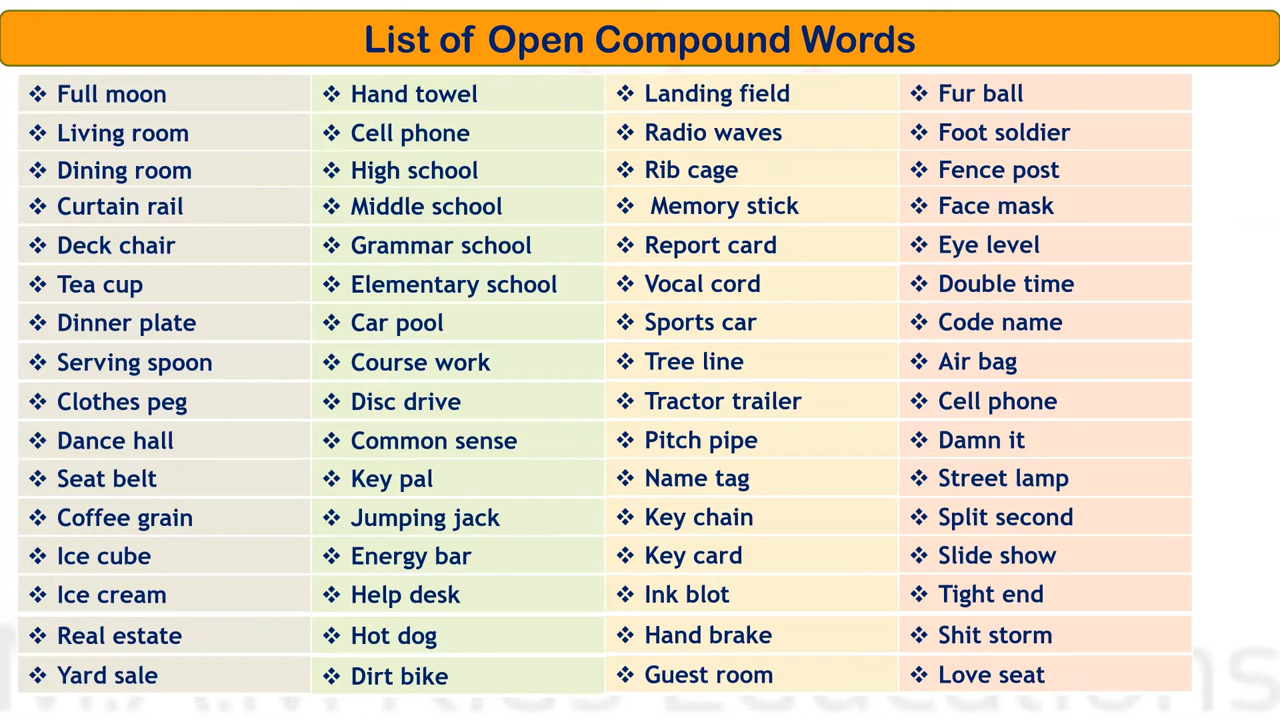 List of Open Compound Words
❖ Full moon ❖ Hand towel ❖ Landing field ❖ Fur ball
❖ Living room ❖ Cell phone ❖ Radio waves ❖ Foot soldier
❖ Dining room ❖ High school ❖ Rib cage ❖ Fence post
❖ Curtain rail ❖ Middle school ❖ Memory stick ❖ Face mask
❖ Deck chair ❖ Grammar school ❖ Report card ❖ Eye level
❖ Tea cup ❖ Elementary school ❖ Vocal cord ❖ Double time
❖ Dinner plate ❖ Car pool ❖ Sports car ❖ Code name
❖ Serving spoon ❖ Course work ❖ Tree line ❖ Air bag
❖ Clothes peg ❖ Disc drive ❖ Tractor trailer ❖ Cell phone
❖ Dance hall ❖ Common sense ❖ Pitch pipe ❖ Damn it
❖ Seat belt ❖ Key pal ❖ Name tag ❖ Street lamp
❖ Coffee grain ❖ Jumping jack ❖ Key chain ❖ Split second
❖ Ice cube ❖ Energy bar ❖ Key card ❖ Slide show
❖ Ice cream ❖ Help desk ❖ Ink blot ❖ Tight end
❖ Real estate ❖ Hot dog ❖ Hand brake ❖ Shit storm
❖ Yard sale ❖ Dirt bike ❖ Guest room ❖ Love seat